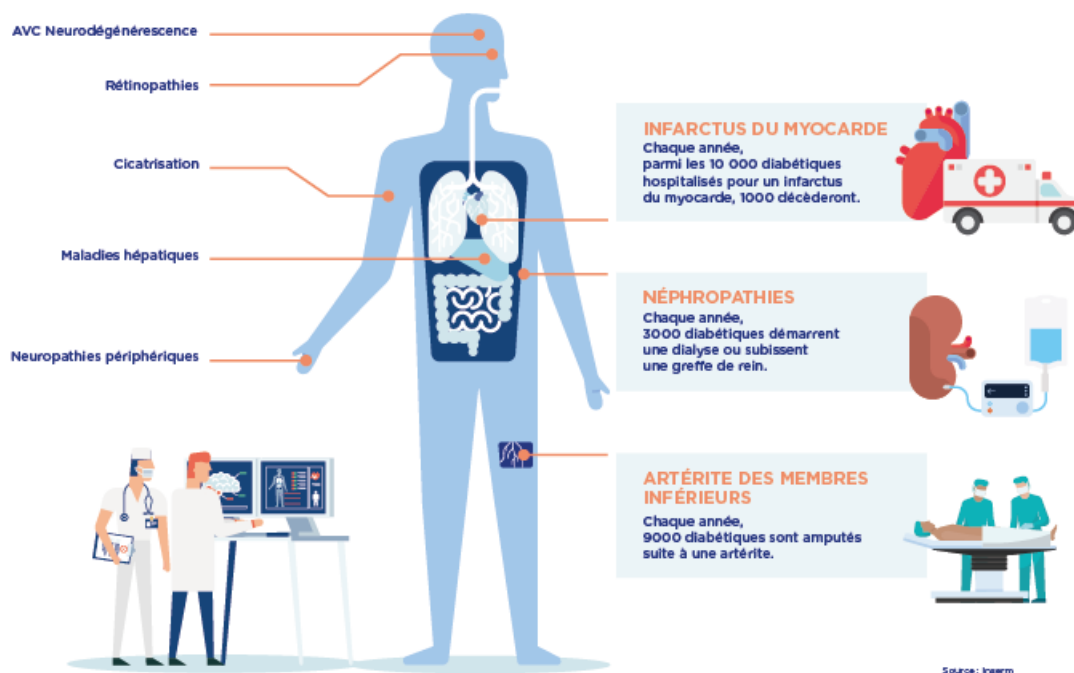 AVC Neurodégénérescence
Rétinopathies
Cicatrisation
Maladies hépatiques
Neuropathies périphériques
INFARCTUS DU MYOCARDE
Chaque année,
parmi les 10 000 diabétiques
hospitalisés pour un infarctus
du myocarde, 1000 décèderont.
NÉPHROPATHIES
Chaque année,
3000 diabétiques démarrent
une dialyse ou subissent
une greffe de rein.
ARTÉRITE DES MEMBRES
INFÉRIEURS
Chaque année,
9000 diabétiques sont amputés
suite à une artérite.
Source: Inserm